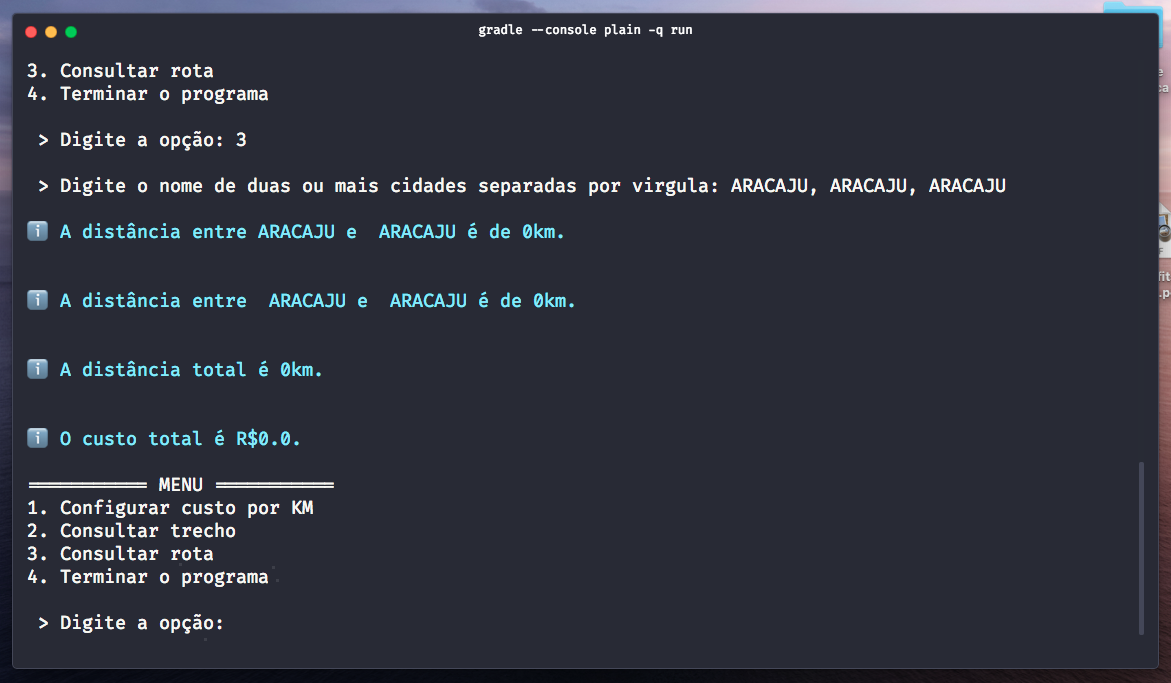 gradle --console plain -q run
3. Consultar rota
4. Terminar o programa
> Digite a opção: 3
> Digite o nome de duas ou mais cidades separadas por virgula: ARACAJU, ARACAJU, ARACAJU
ℹ️ A distância entre ARACAJU e  ARACAJU é de 0km.
ℹ️ A distância entre  ARACAJU e  ARACAJU é de 0km.
ℹ️ A distância total é 0km.
ℹ️ O custo total é R$0.0.
=========== MENU ===========
1. Configurar custo por KM
2. Consultar trecho
3. Consultar rota
4. Terminar o programa
> Digite a opção: